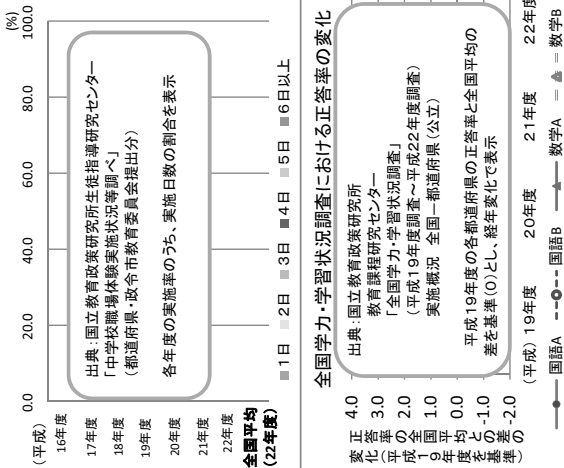 (%)
0.0 20.0 40.0 60.0 80.0 100.0
(平成)
16年度
17年度
18年度
19年度
20年度
21年度
22年度
全国平均
(22年度)
出典:国立教育政策研究所生徒指導研究センター
「中学校職場体験実施状況等調べ」
(都道府県・政令市教育委員会提出分)
各年度の実施率のうち、実施日数の割合を表示
1日 2日 3日 4日 5日 6日以上
全国学力・学習状況調査における正答率の変化
正答率の全国平均との差の
変化(平成19年度を基準)
4.0
3.0
2.0
1.0
0.0
-1.0
-2.0
出典:国立教育政策研究所
教育課程研究センター
「全国学力・学習状況調査」
(平成19年度調査~平成22年度調査)
実施概況 全国-都道府県(公立)
平成19年度の各都道府県の正答率と全国平均の
差を基準(0)とし、経年変化で表示
(平成)19年度 20年度 21年度 22年度
国語A 国語B 数学A 数学B